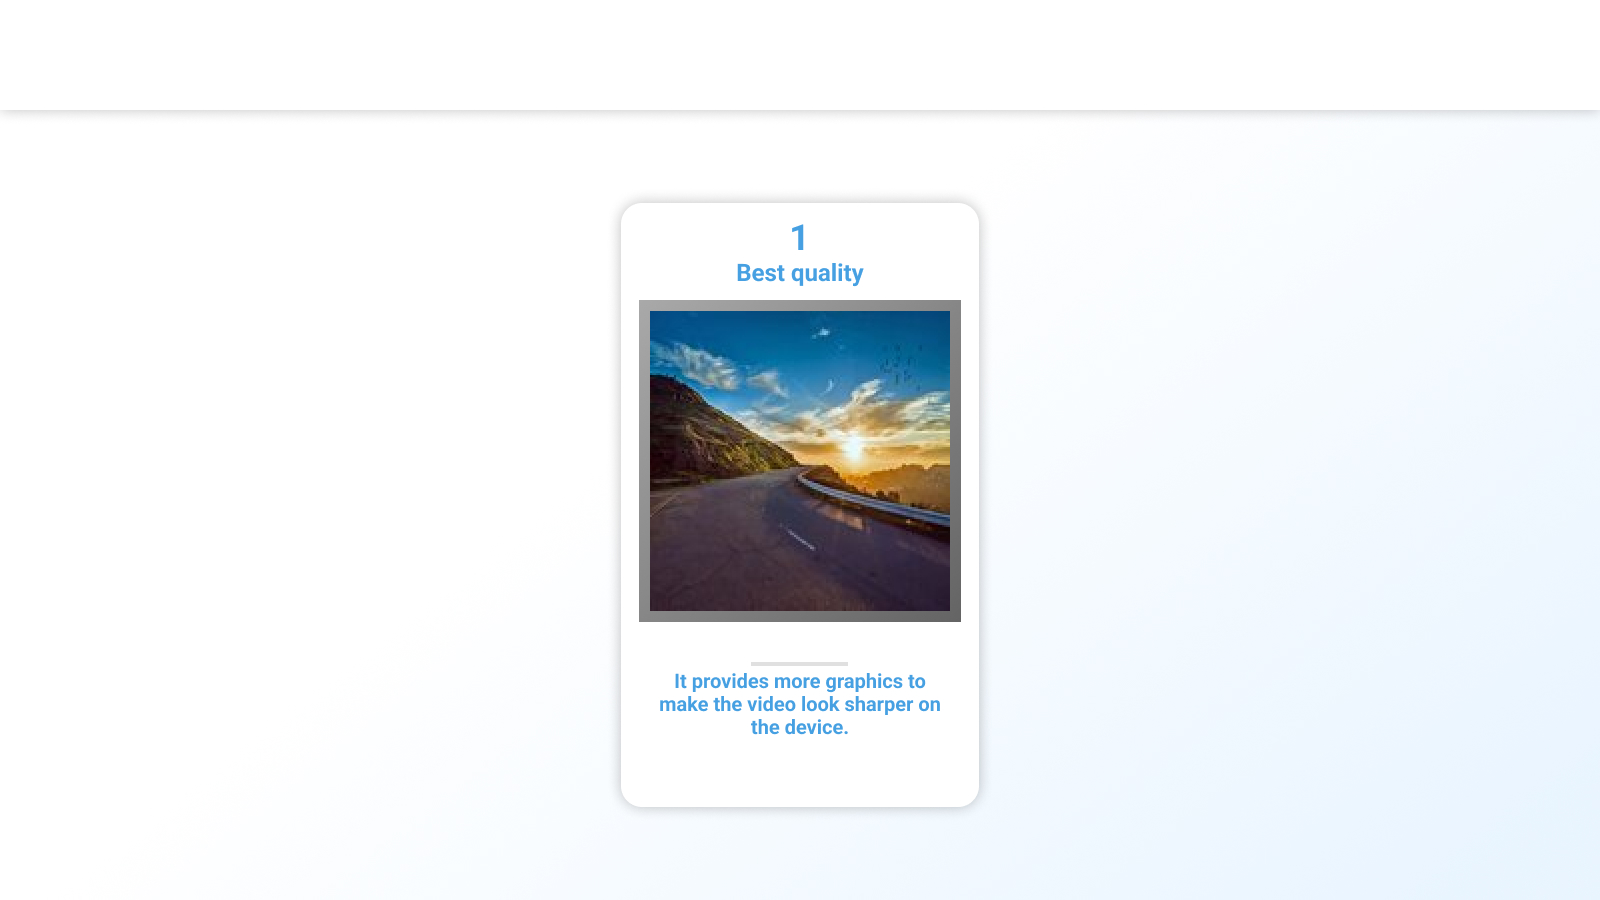 1
Best quality
It provides more graphics to
make the video look sharper on
the device.